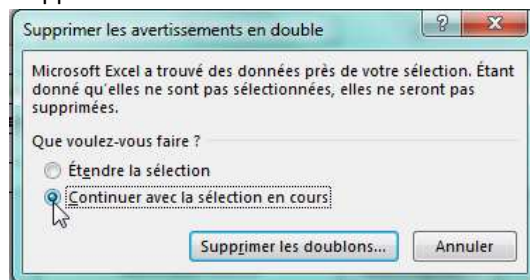 Supprimer les avertissements en double
Microsoft Excel a trouvé des données près de votre sélection. Étant
donné qu'elles ne sont pas sélectionnées, elles ne seront pas
supprimées.
Que voulez-vous faire ?
Étendre la sélection
Continuer avec la sélection en cours
Supprimer les doublons... Annuler